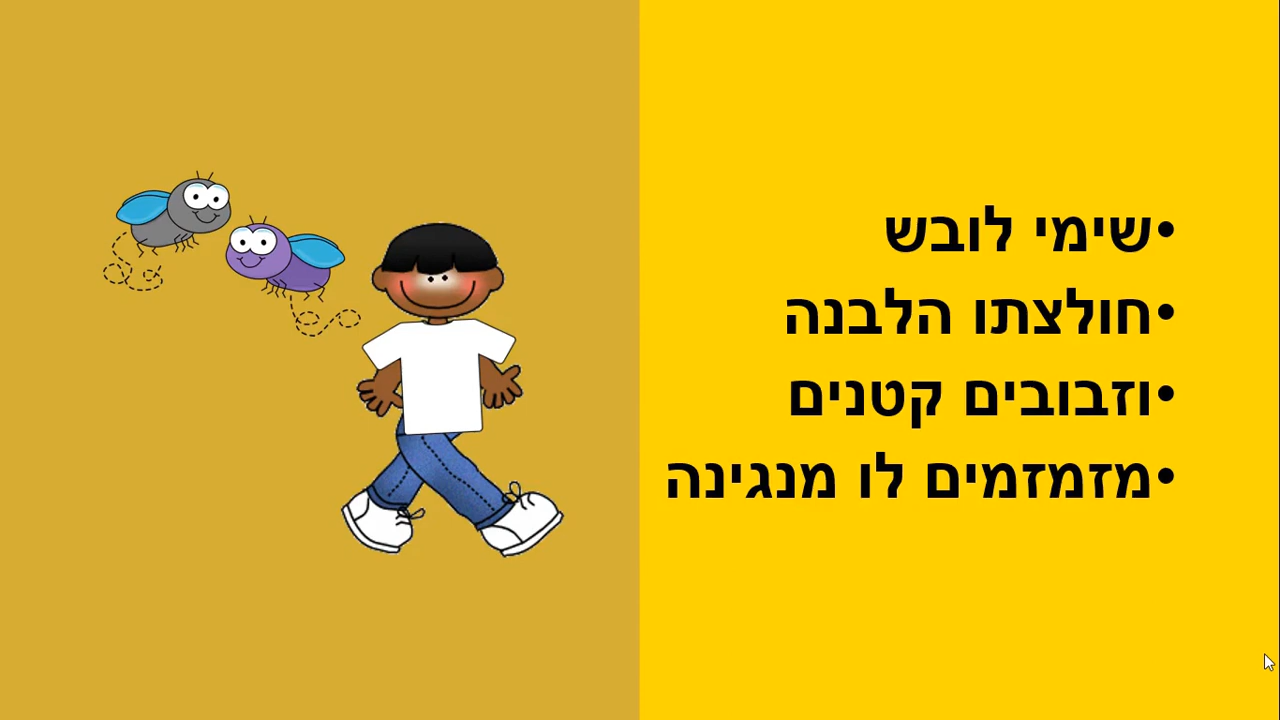 •שימי לובש
•חולצתו הלבנה
•וזבובים קטנים
•מזמזמים לו מנגינה